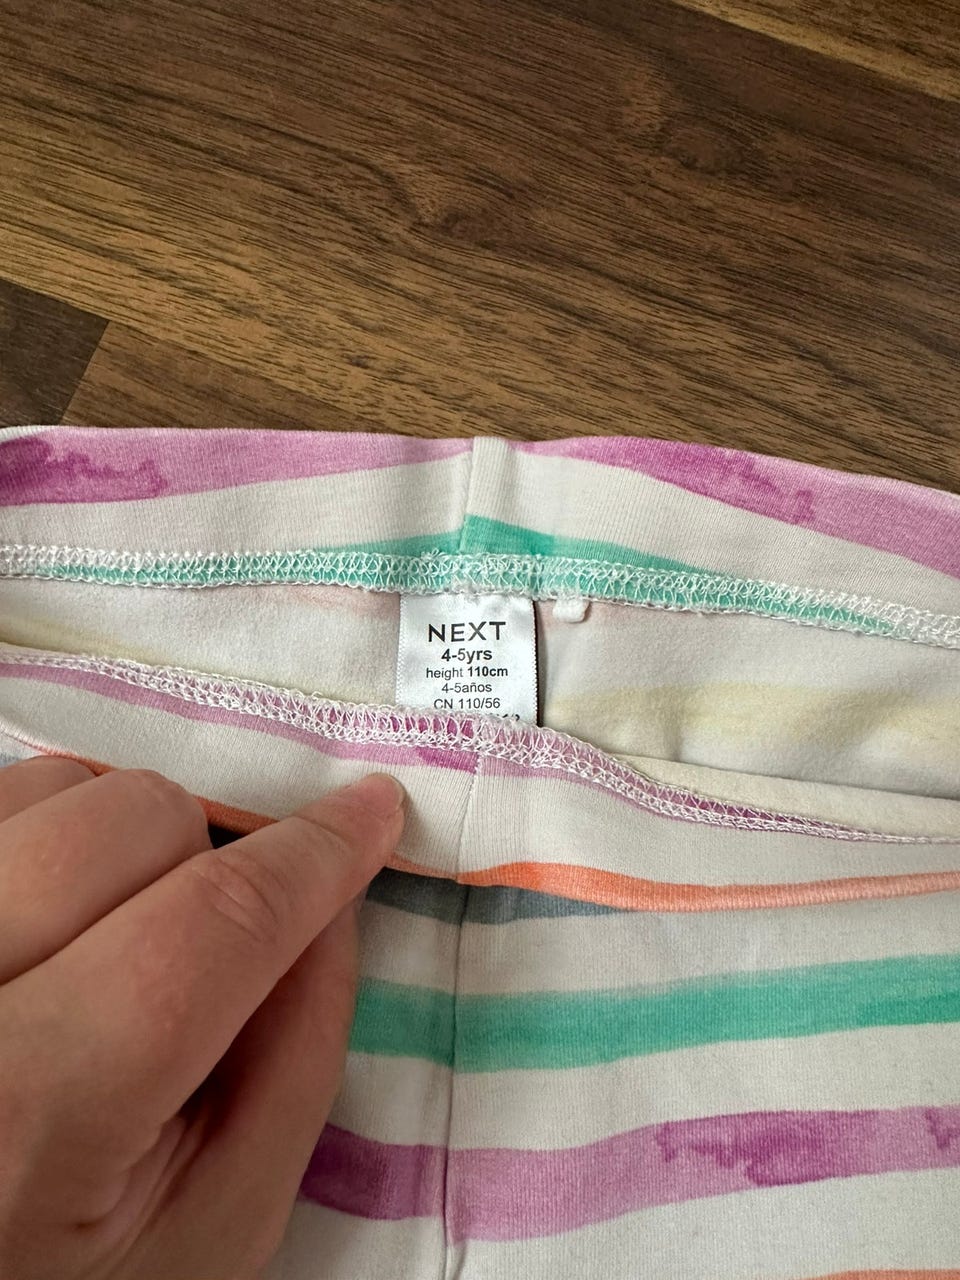 NEXT
4-5yrs
height 110cm
4-5años
CN 110/56